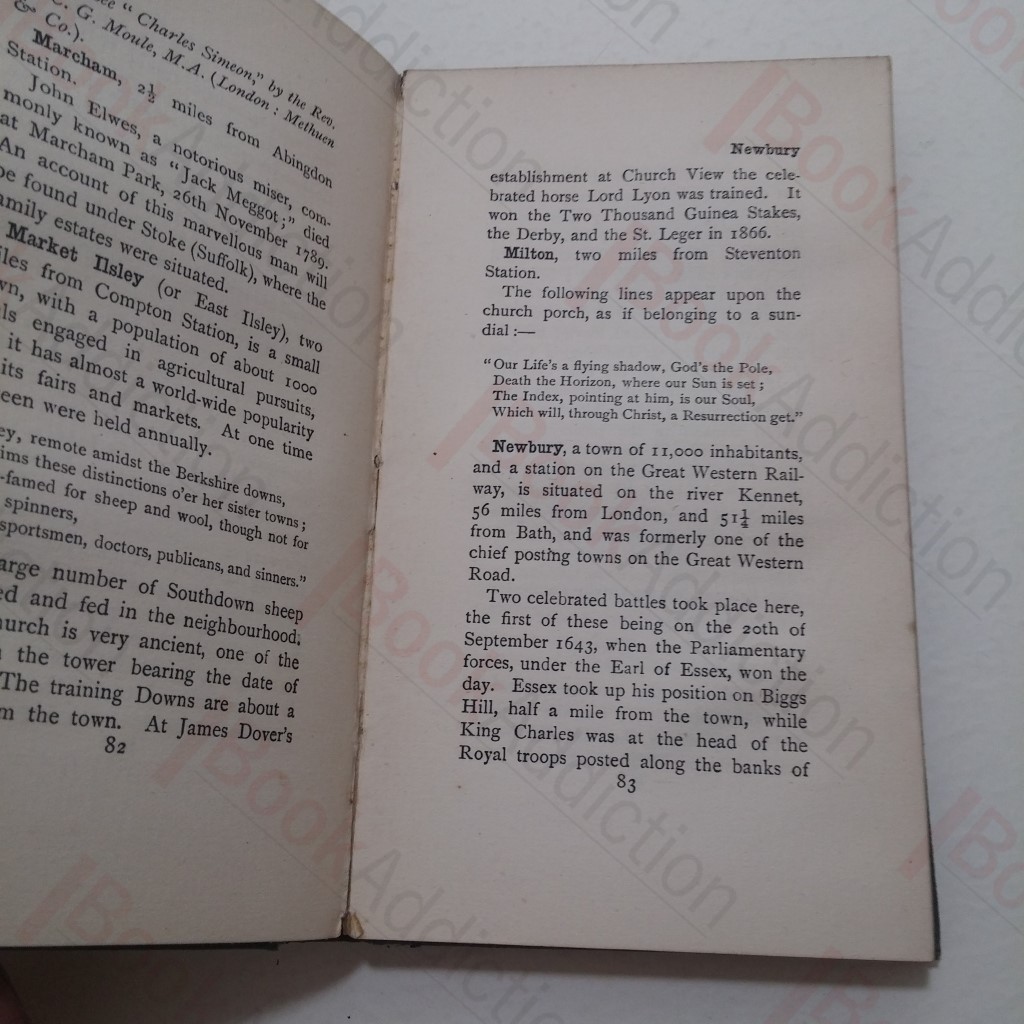 see "Charles Simeon," by the Rev.
C. G. Moule, M.A. (London: Methuen
& Co.).
Marcham, 2½ miles from Abingdon
Station.
John Elwes, a notorious miser, com-
monly known as "Jack Meggot;" died
at Marcham Park, 26th November 1789.
An account of this marvellous man will
be found under Stoke (Suffolk), where the
family estates were situated.
Market Ilsley (or East Ilsley), two
miles from Compton Station, is a small
town, with a population of about 1000
engaged in agricultural pursuits,
it has almost a world-wide popularity
its fairs and markets. At one time
were held annually.
remote amidst the Berkshire downs,
these distinctions o'er her sister towns;
-famed for sheep and wool, though not for
spinners,
sportsmen, doctors, publicans, and sinners."
large number of Southdown sheep
and fed in the neighbourhood.
church is very ancient, one of the
the tower bearing the date of
The training Downs are about a
from the town. At James Dover's
82
Newbury
establishment at Church View the cele-
brated horse Lord Lyon was trained. It
won the Two Thousand Guinea Stakes,
the Derby, and the St. Leger in 1866.
Milton, two miles from Steventon
Station.
The following lines appear upon the
church porch, as if belonging to a sun-
dial:—
"Our Life's a flying shadow, God's the Pole,
Death the Horizon, where our Sun is set;
The Index, pointing at him, is our Soul,
Which will, through Christ, a Resurrection get."
Newbury, a town of 11,000 inhabitants,
and a station on the Great Western Rail-
way, is situated on the river Kennet,
56 miles from London, and 51½ miles
from Bath, and was formerly one of the
chief posting towns on the Great Western
Road.
Two celebrated battles took place here,
the first of these being on the 20th of
September 1643, when the Parliamentary
forces, under the Earl of Essex, won the
day. Essex took up his position on Biggs
Hill, half a mile from the town, while
King Charles was at the head of the
Royal troops posted along the banks of
83
Book Addiction